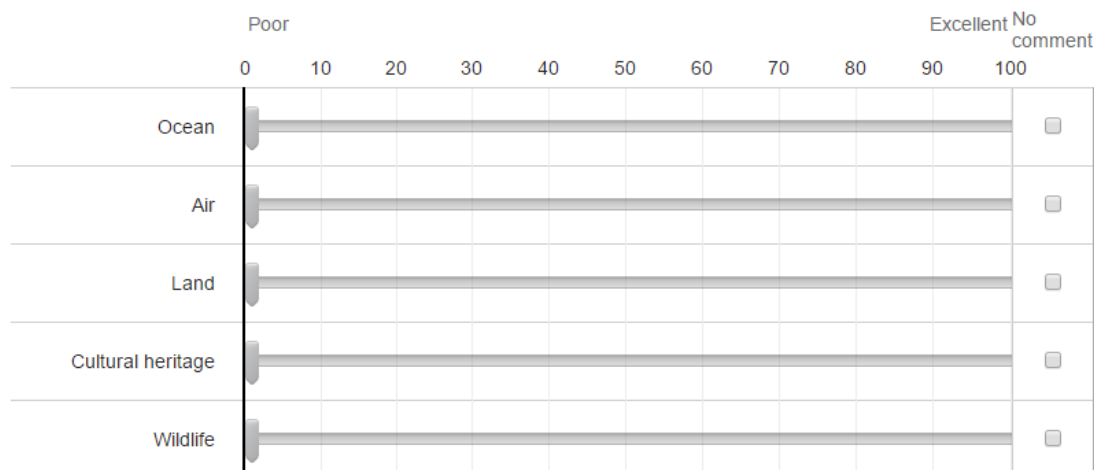 Poor Excellent No comment
0 10 20 30 40 50 60 70 80 90 100
Ocean
Air
Land
Cultural heritage
Wildlife